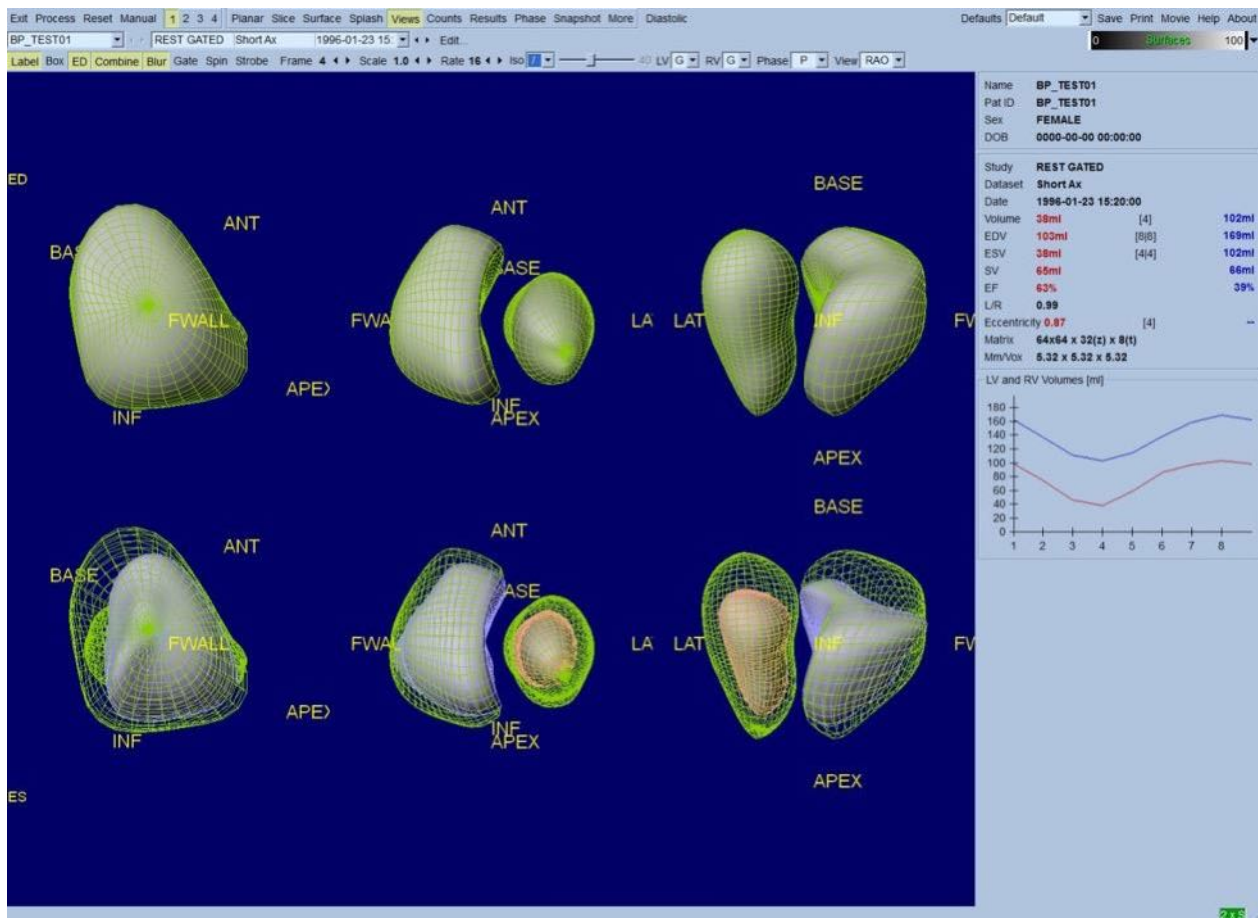 Exit Process Reset Manual 1 2 3 4 Planar Slice Surface Splash Views Counts Results Phase Snapshot More Diastolic Defaults Default Save Print Movie Help About
BP_TEST01 REST GATED Short Ax 1996-01-23 15: Edit... 0 Surfaces 100
Label Box ED Combine Blur Gate Spin Strobe Frame 4 Scale 1.0 Rate 16 Iso 40 LV G RV G Phase P View RAO
Name BP_TEST01
Pat ID BP_TEST01
Sex FEMALE
DOB 0000-00-00 00:00:00
Study REST GATED
Dataset Short Ax
Date 1996-01-23 15:20:00
Volume 38ml [4] 102ml
EDV 103ml [8|8] 169ml
ESV 38ml [4|4] 102ml
SV 65ml 66ml
EF 63% 39%
L/R 0.99
Eccentricity 0.87 [4] --
Matrix 64x64 x 32(z) x 8(t)
Mm/Vox 5.32 x 5.32 x 5.32
LV and RV Volumes [ml]
180
160
140
120
100
80
60
40
20
0
1 2 3 4 5 6 7 8
ED
BASE
ANT ANT
BAS BASE
FWALL FWAL LA LAT INF FW
APEX
INF INF
APEX
APEX
BASE
ANT ANT
BASE ASE
FWALL FWAL LA LAT INF FW
APEX
INF INF
APEX
APEX
ES
2 x 3